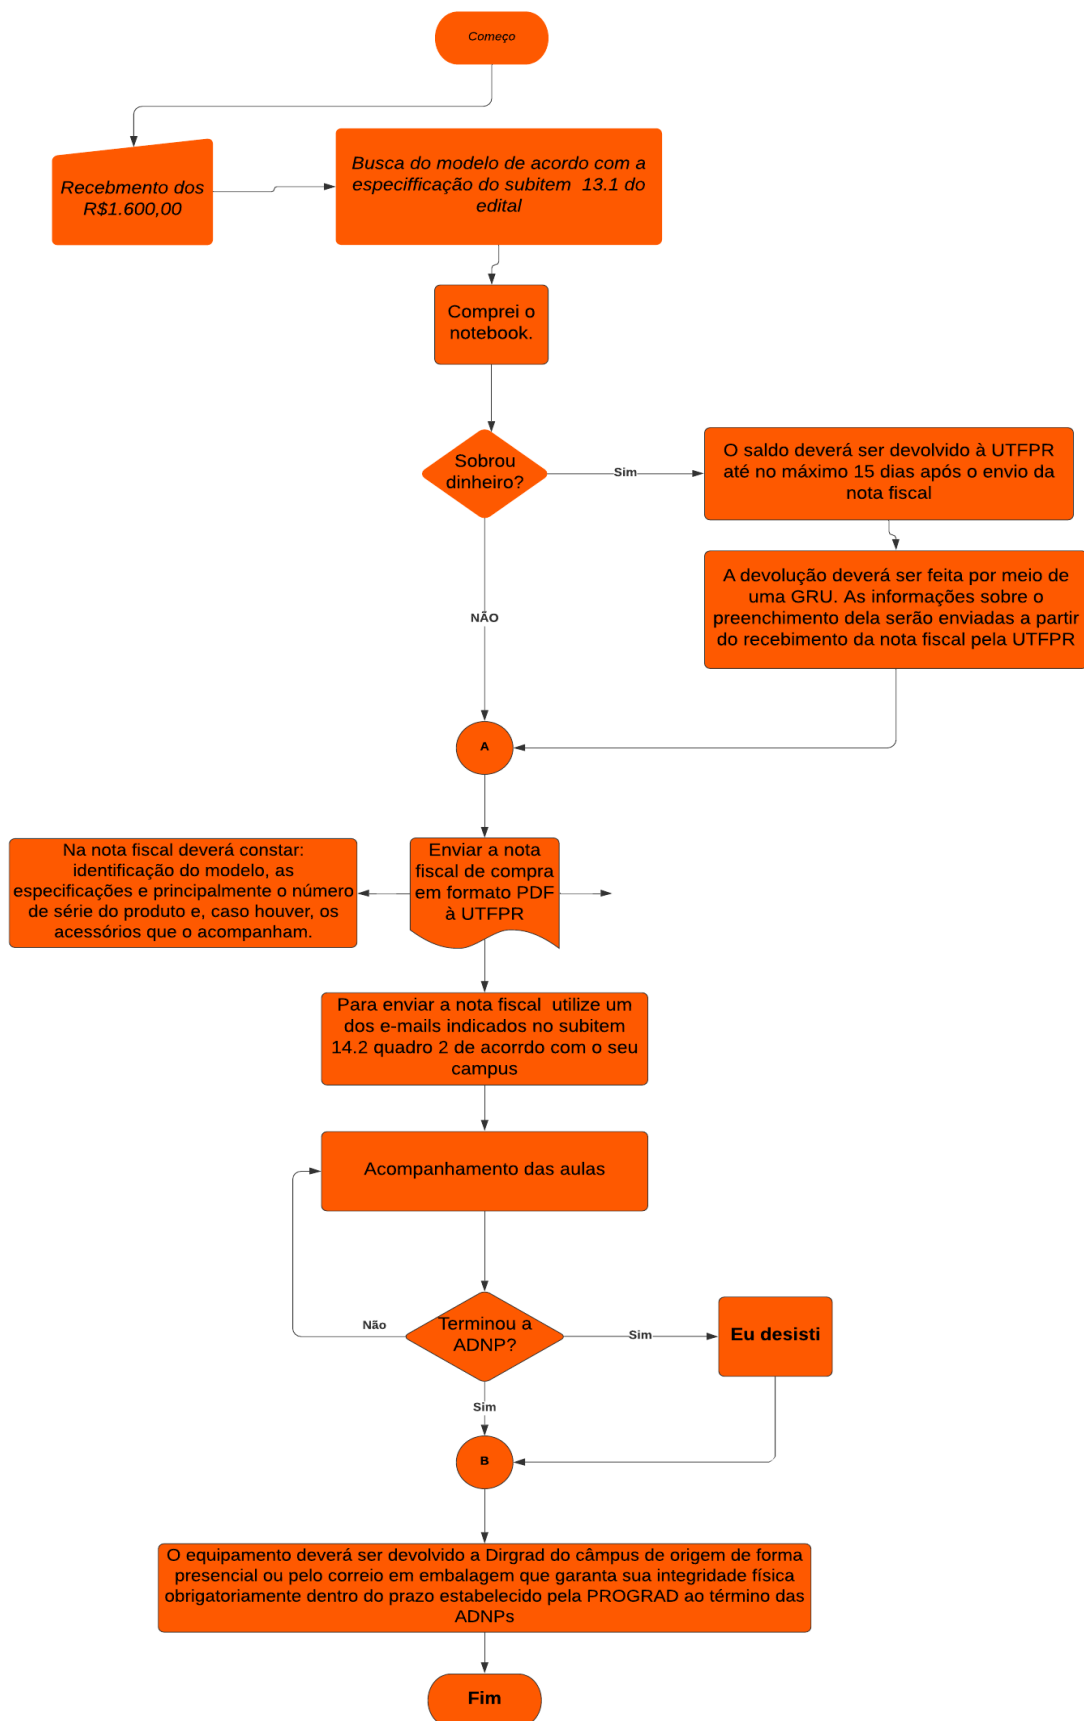 Começo
Recebmento dos
R$1.600,00
Busca do modelo de acordo com a
especiffficação do subitem  13.1 do
edital
Comprei o
notebook.
Sobrou
dinheiro?
Sim
O saldo deverá ser devolvido à UTFPR
até no máximo 15 dias após o envio da
nota fiscal
A devolução deverá ser feita por meio de
uma GRU. As informações sobre o
preenchimento dela serão enviadas a partir
do recebimento da nota fiscal pela UTFPR
NÃO
A
Na nota fiscal deverá constar:
identificação do modelo, as
especificações e principalmente o número
de série do produto e, caso houver, os
acessórios que o acompanham.
Enviar a nota
fiscal de compra
em formato PDF
à UTFPR
Para enviar a nota fiscal  utilize um
dos e-mails indicados no subitem
14.2 quadro 2 de acorrdo com o seu
campus
Acompanhamento das aulas
Não
Terminou a
ADNP?
Sim
Eu desisti
Sim
B
O equipamento deverá ser devolvido a Dirgrad do câmpus de origem de forma
presencial ou pelo correio em embalagem que garanta sua integridade física
obrigatoriamente dentro do prazo estabelecido pela PROGRAD ao término das
ADNPs
Fim